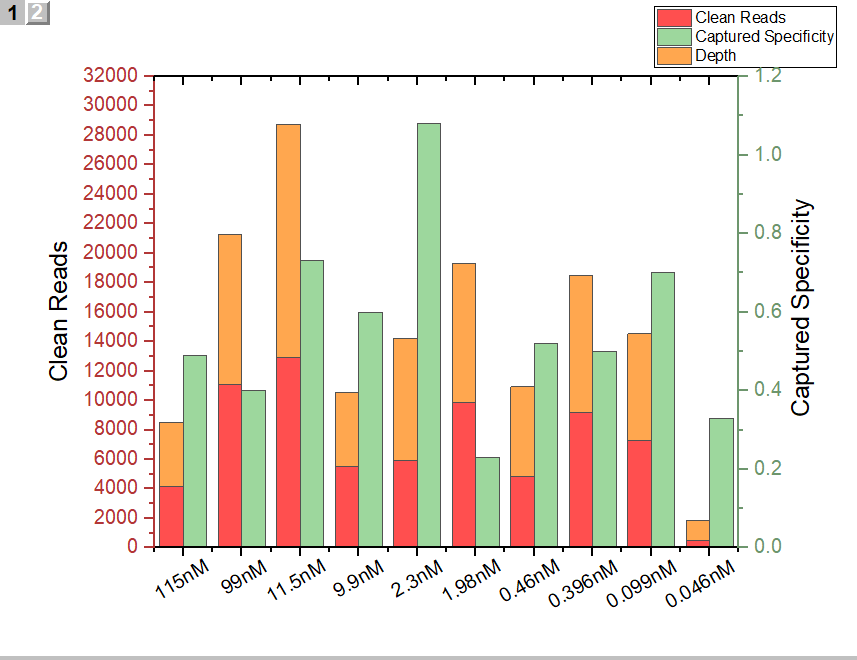 1 2
Clean Reads
Captured Specificity
Depth
32000
30000
28000
26000
24000
22000
20000
18000
16000
14000
12000
10000
8000
6000
4000
2000
0
Clean Reads
1.2
1.0
0.8
0.6
0.4
0.2
0.0
Captured Specificity
115nM
99nM
11.5nM
9.9nM
2.3nM
1.98nM
0.46nM
0.396nM
0.099nM
0.046nM